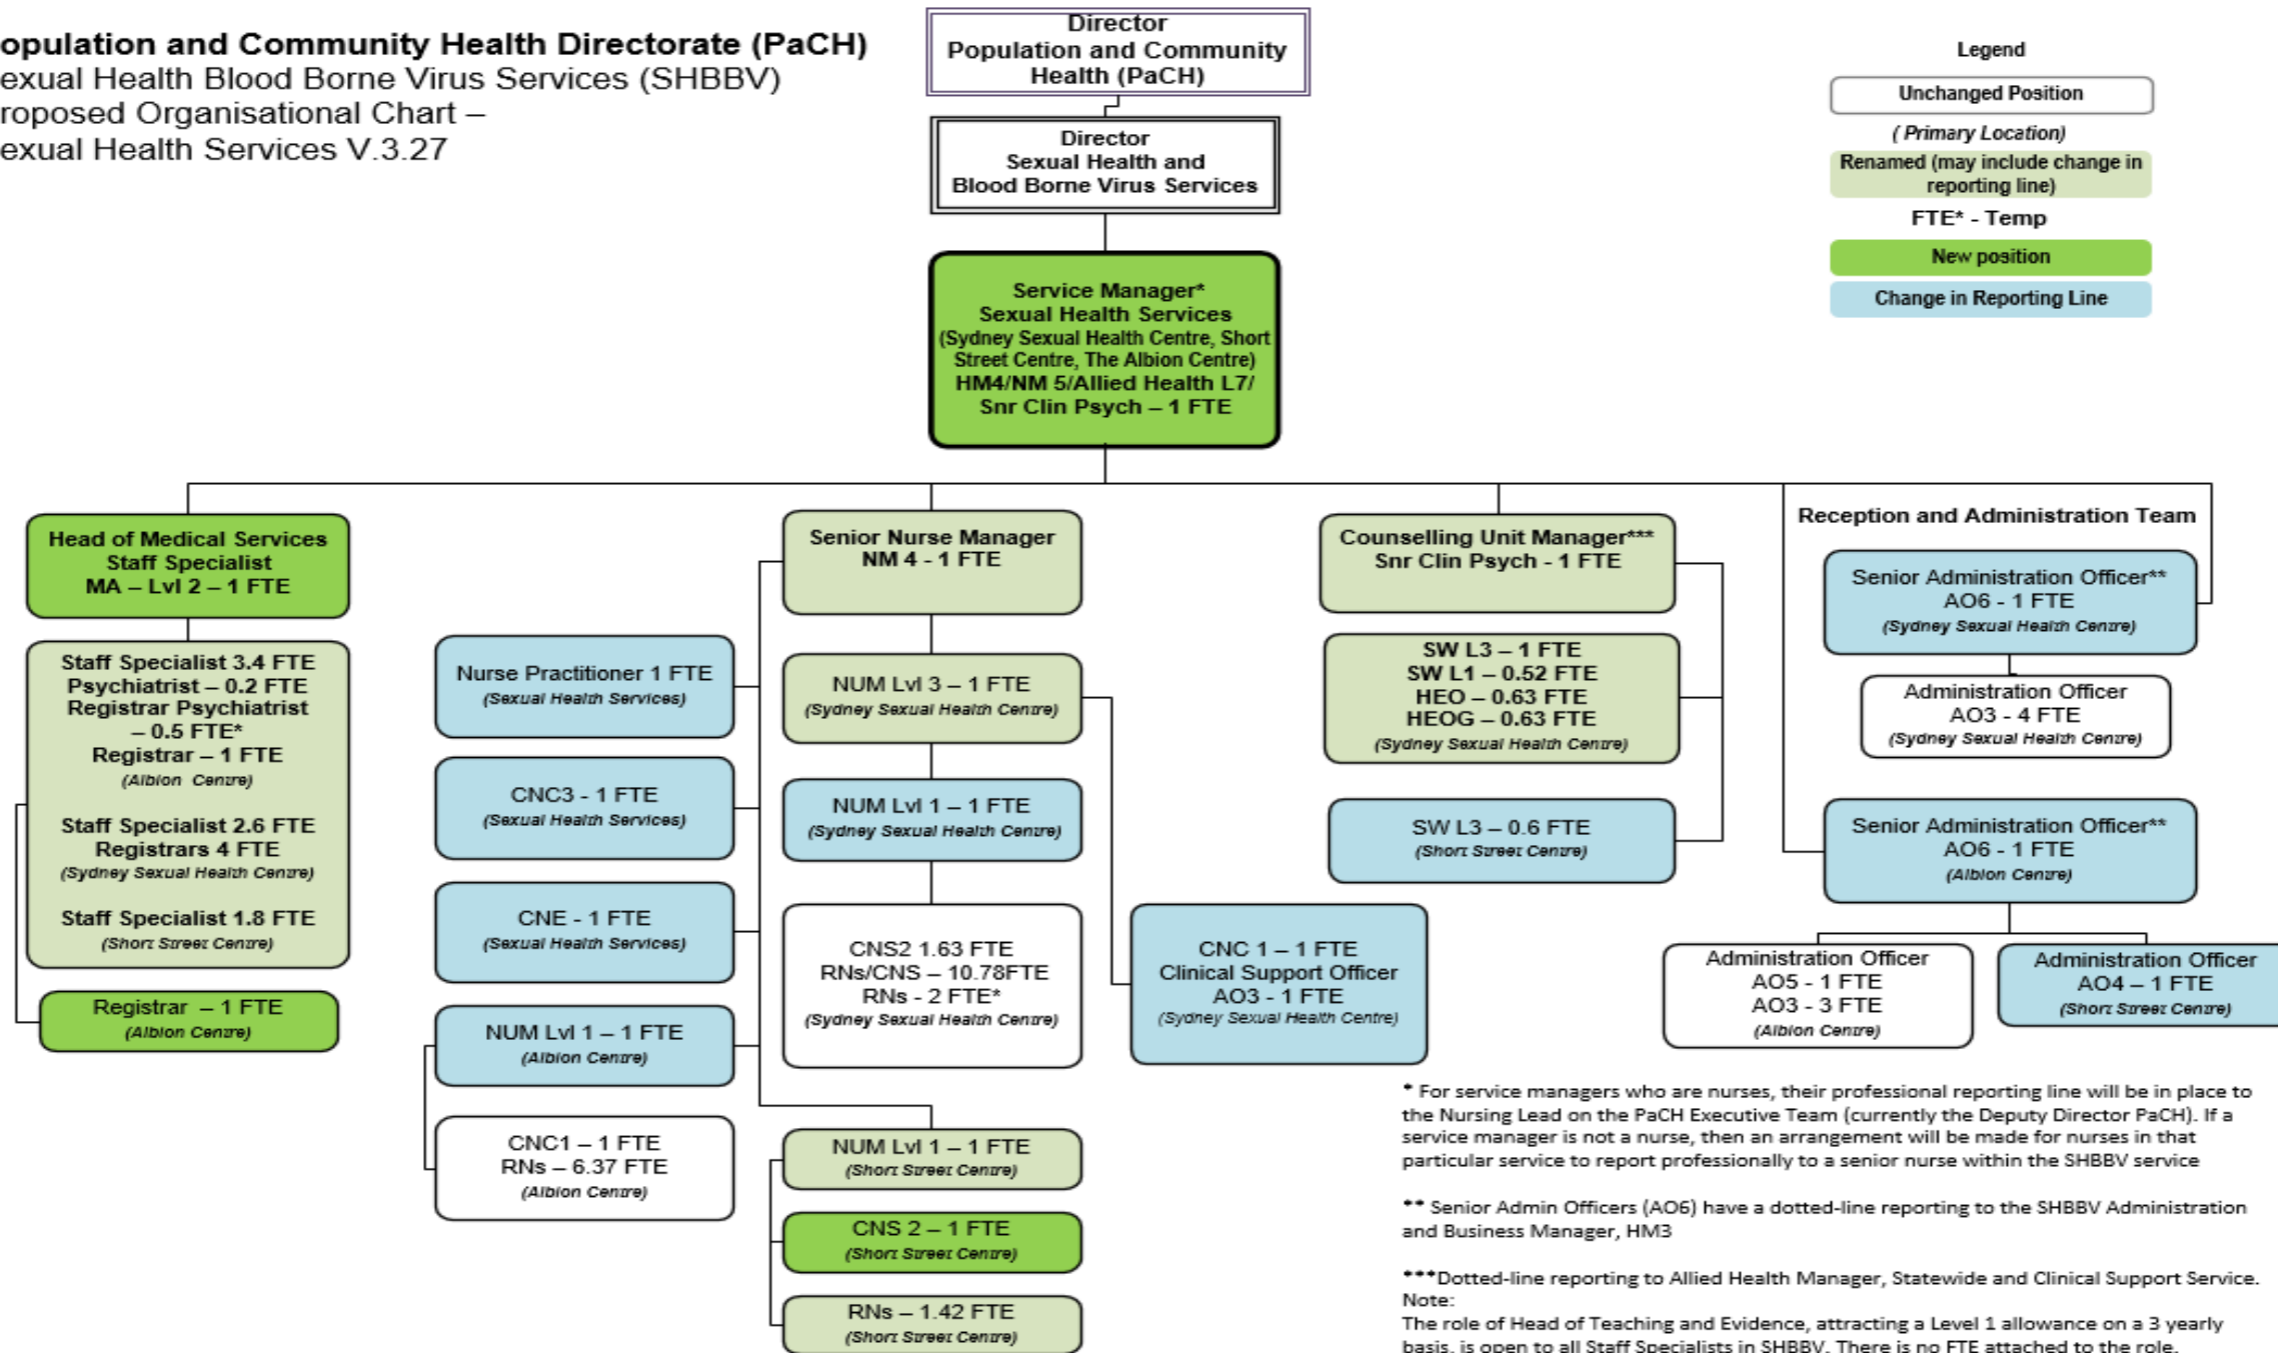 opulation and Community Health Directorate (PaCH)
exual Health Blood Borne Virus Services (SHBBV)
roposed Organisational Chart –
exual Health Services V.3.27
Director
Population and Community
Health (PaCH)
Director
Sexual Health and
Blood Borne Virus Services
Legend
Unchanged Position
( Primary Location)
Renamed (may include change in
reporting line)
FTE* - Temp
New position
Change in Reporting Line
Service Manager*
Sexual Health Services
(Sydney Sexual Health Centre, Short
Street Centre, The Albion Centre)
HM4/NM 5/Allied Health L7/
Snr Clin Psych – 1 FTE
Head of Medical Services
Staff Specialist
MA – Lvl 2 – 1 FTE
Staff Specialist 3.4 FTE
Psychiatrist – 0.2 FTE
Registrar Psychiatrist
– 0.5 FTE*
Registrar – 1 FTE
(Albion Centre)
Staff Specialist 2.6 FTE
Registrars 4 FTE
(Sydney Sexual Health Centre)
Staff Specialist 1.8 FTE
(Short Street Centre)
Registrar – 1 FTE
(Albion Centre)
Senior Nurse Manager
NM 4 - 1 FTE
Nurse Practitioner 1 FTE
(Sexual Health Services)
CNC3 - 1 FTE
(Sexual Health Services)
CNE - 1 FTE
(Sexual Health Services)
NUM Lvl 1 – 1 FTE
(Albion Centre)
CNC1 – 1 FTE
RNs – 6.37 FTE
(Albion Centre)
NUM Lvl 3 – 1 FTE
(Sydney Sexual Health Centre)
NUM Lvl 1 – 1 FTE
(Sydney Sexual Health Centre)
CNS2 1.63 FTE
RNs/CNS – 10.78FTE
RNs - 2 FTE*
(Sydney Sexual Health Centre)
CNC 1 – 1 FTE
Clinical Support Officer
AO3 - 1 FTE
(Sydney Sexual Health Centre)
NUM Lvl 1 – 1 FTE
(Short Street Centre)
CNS 2 – 1 FTE
(Short Street Centre)
RNs – 1.42 FTE
(Short Street Centre)
Counselling Unit Manager***
Snr Clin Psych - 1 FTE
SW L3 – 1 FTE
SW L1 – 0.52 FTE
HEO – 0.63 FTE
HEOG – 0.63 FTE
(Sydney Sexual Health Centre)
SW L3 – 0.6 FTE
(Short Street Centre)
Reception and Administration Team
Senior Administration Officer**
AO6 - 1 FTE
(Sydney Sexual Health Centre)
Administration Officer
AO3 - 4 FTE
(Sydney Sexual Health Centre)
Senior Administration Officer**
AO6 - 1 FTE
(Albion Centre)
Administration Officer
AO5 - 1 FTE
AO3 - 3 FTE
(Albion Centre)
Administration Officer
AO4 – 1 FTE
(Short Street Centre)
* For service managers who are nurses, their professional reporting line will be in place to
the Nursing Lead on the PaCH Executive Team (currently the Deputy Director PaCH). If a
service manager is not a nurse, then an arrangement will be made for nurses in that
particular service to report professionally to a senior nurse within the SHBBV service
** Senior Admin Officers (AO6) have a dotted-line reporting to the SHBBV Administration
and Business Manager, HM3
***Dotted-line reporting to Allied Health Manager, Statewide and Clinical Support Service.
Note:
The role of Head of Teaching and Evidence, attracting a Level 1 allowance on a 3 yearly
basis, is open to all Staff Specialists in SHBBV. There is no FTE attached to the role.